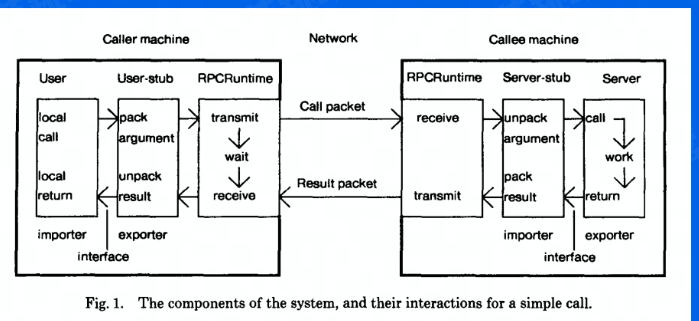 Caller machine Network Callee machine
User User-stub RPCRuntime RPCRuntime Server-stub Server
local pack transmit Call packet receive unpack call
call argument argument
wait work
local unpack pack
return result receive Result packet transmit result return
importer exporter importer exporter
interface interface
Fig. 1. The components of the system, and their interactions for a simple call.